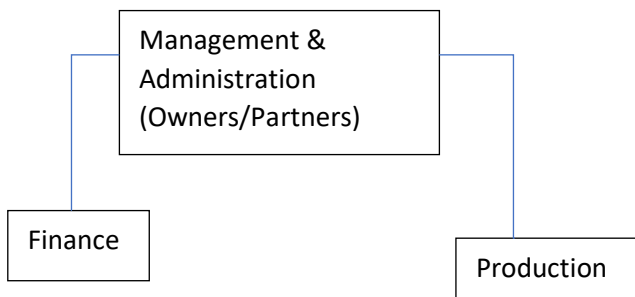 Management &
Administration
(Owners/Partners)
Finance
Production